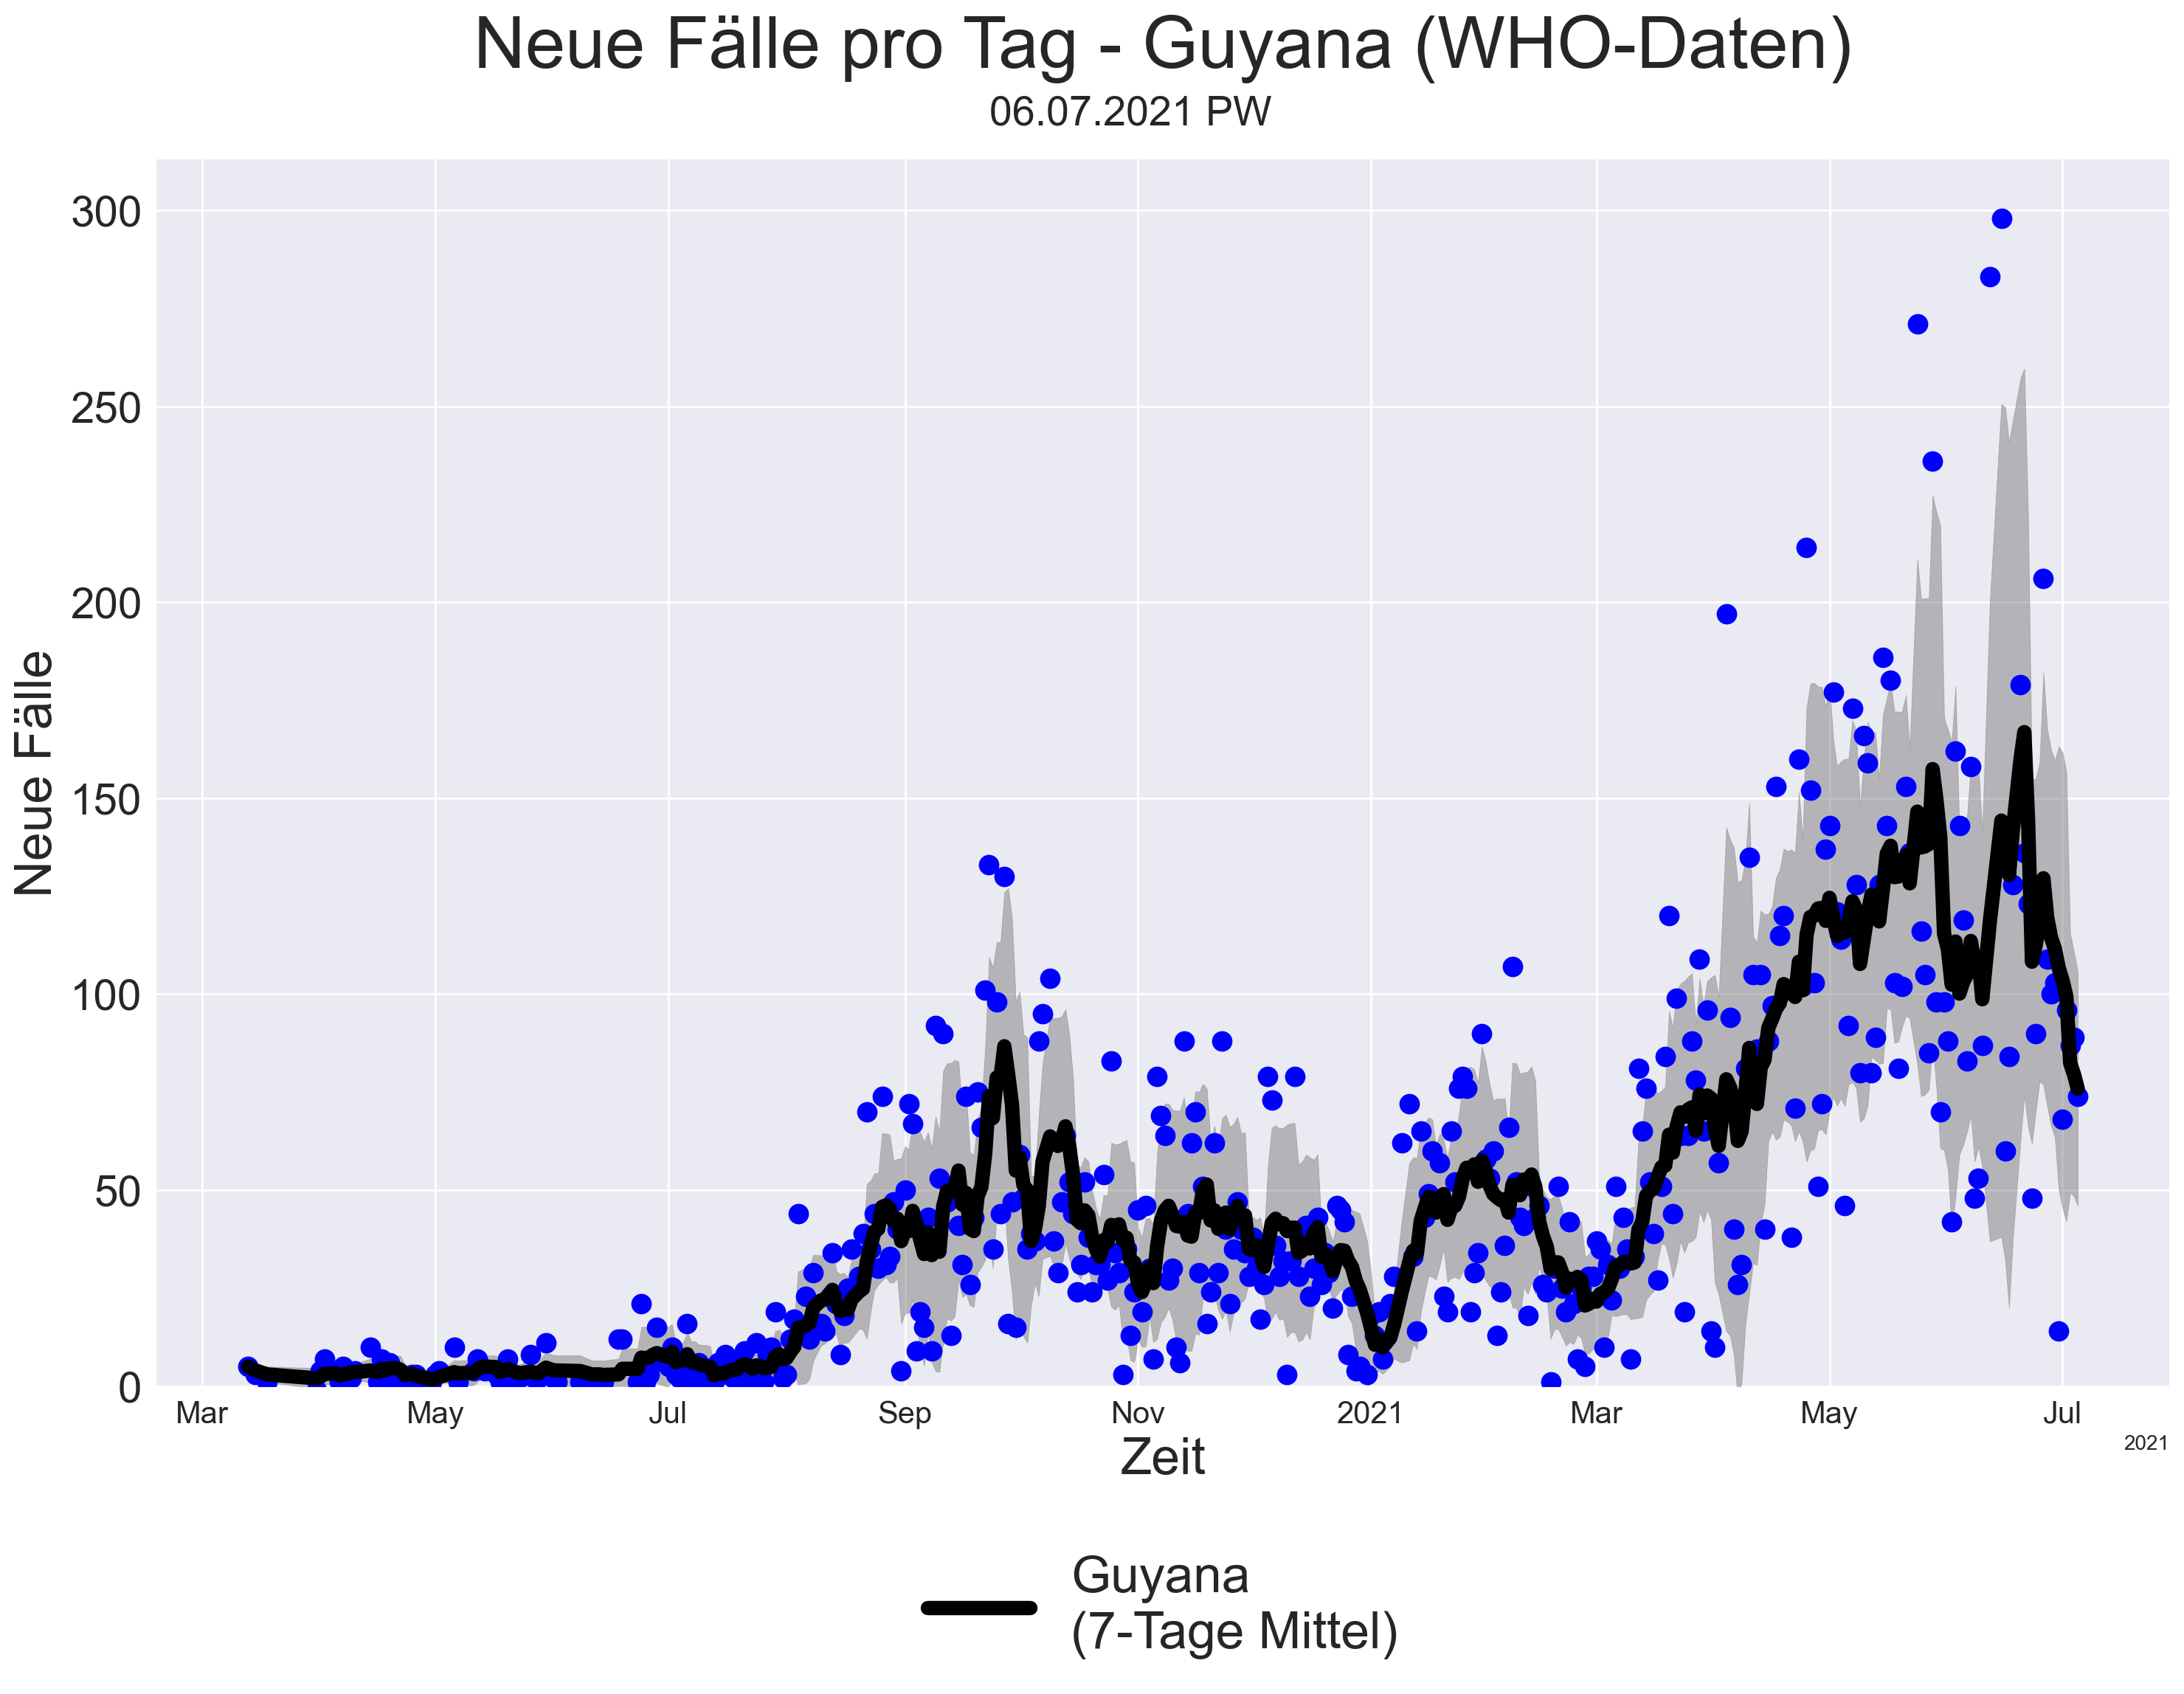 Neue Fälle pro Tag - Guyana (WHO-Daten)
06.07.2021 PW
Neue Fälle
300
250
200
150
100
50
0
Mar May Jul Sep Nov 2021 Mar May Jul
2021
Zeit
Guyana
(7-Tage Mittel)